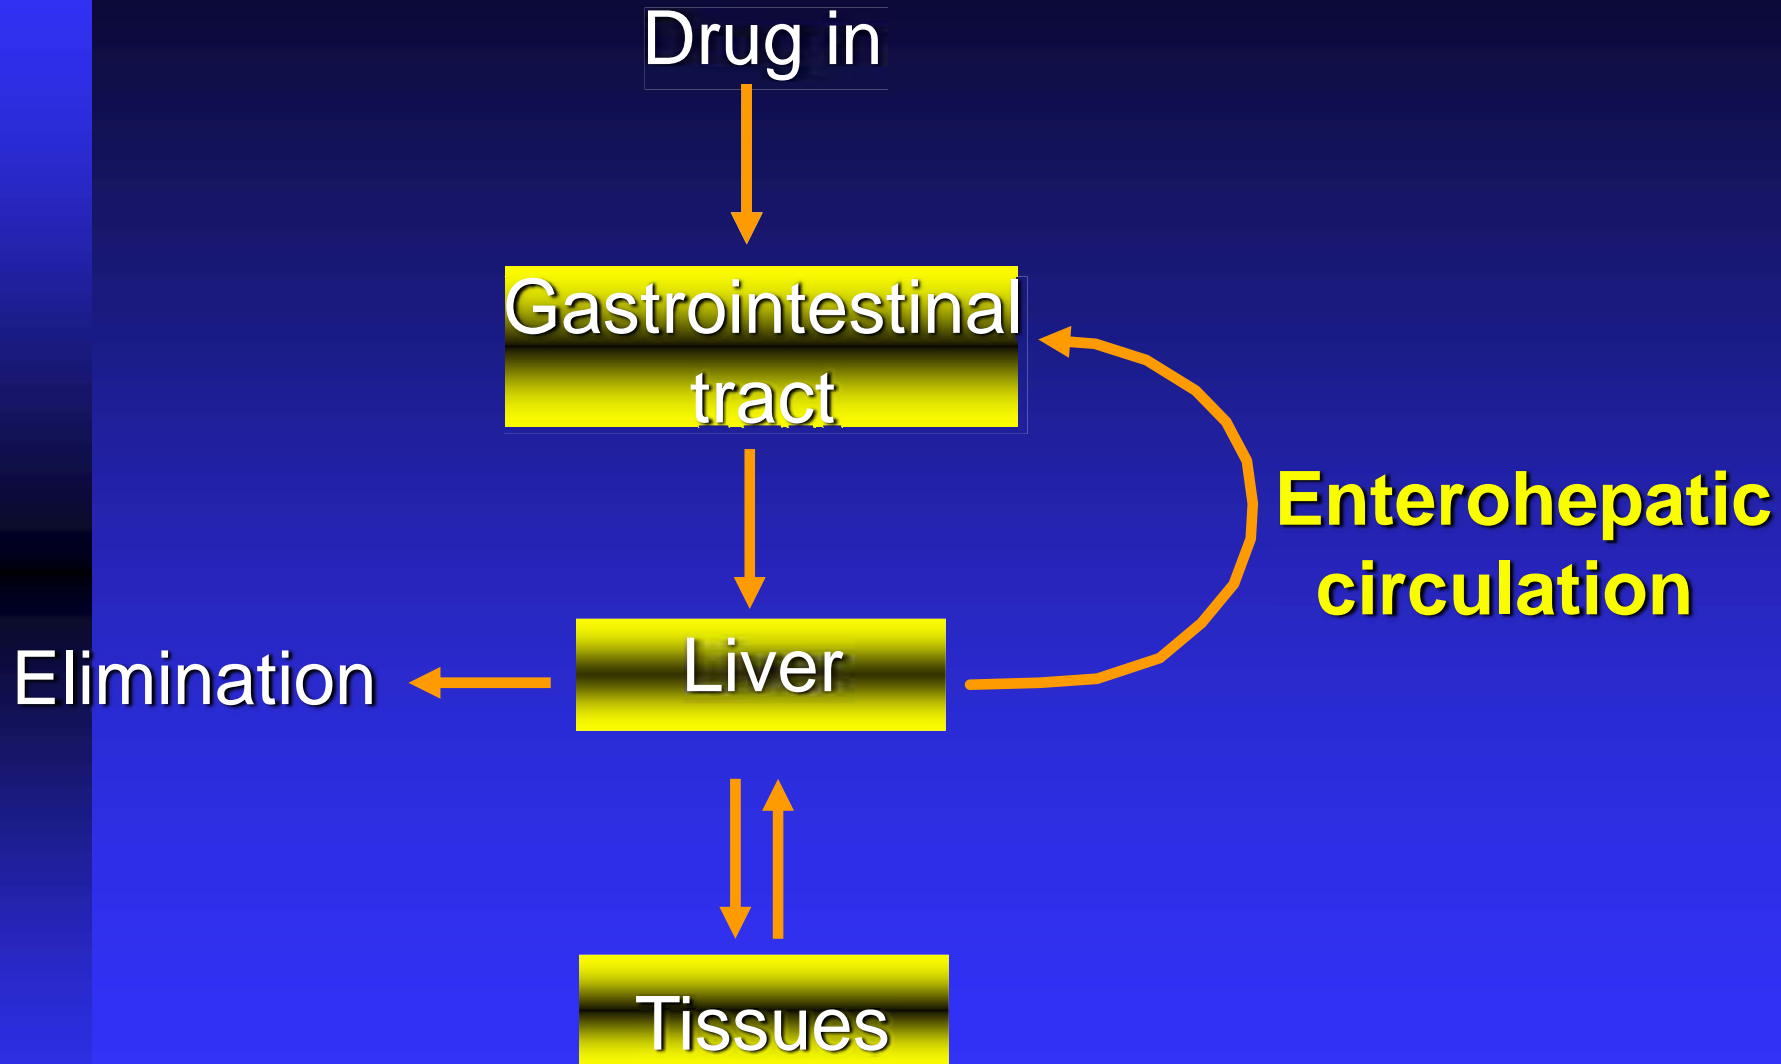 Drug in
Gastrointestinal
tract
Enterohepatic
circulation
Elimination
Liver
Tissues